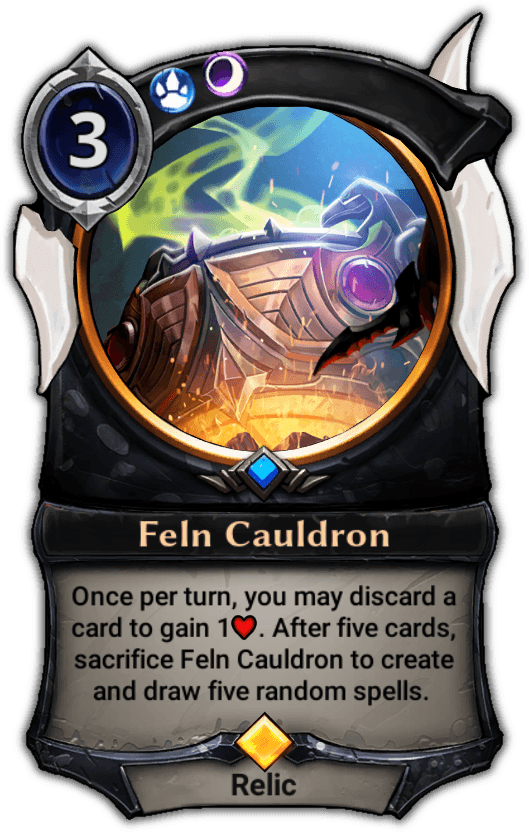 3
Feln Cauldron
Once per turn, you may discard a
card to gain 1❤. After five cards,
sacrifice Feln Cauldron to create
and draw five random spells.
Relic